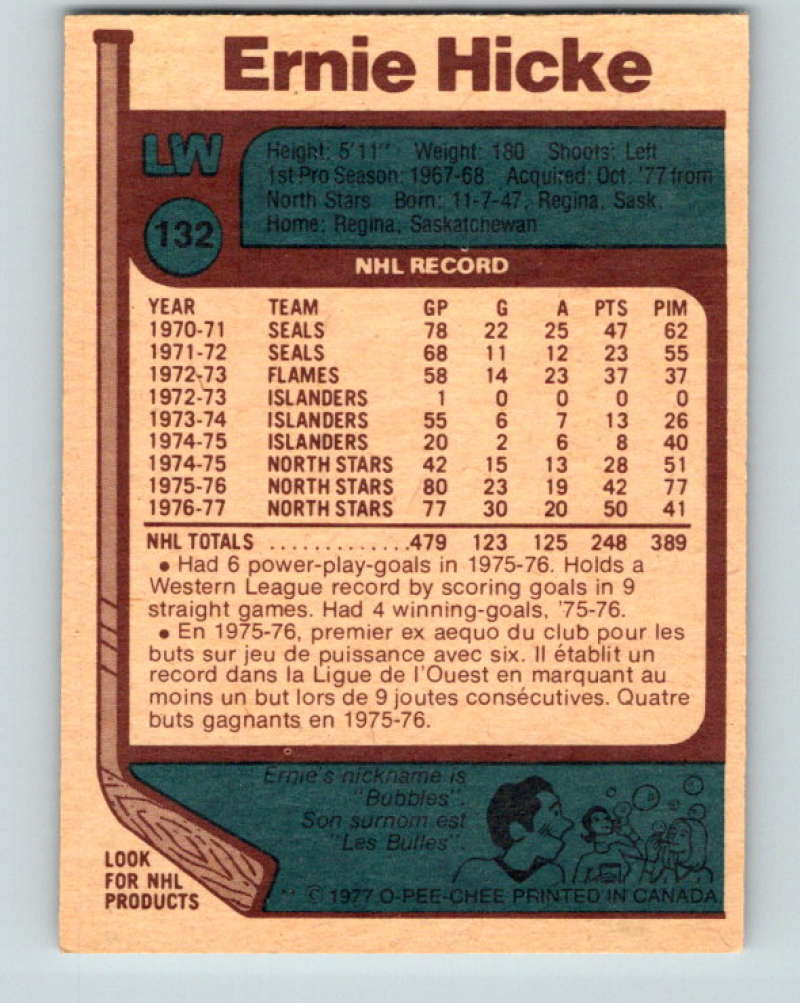 Ernie Hicke
LW
132
Height: 5'11" Weight: 180 Shoots: Left
1st Pro Season: 1967-68 Acquired: Oct. '77 from
North Stars Born: 11-7-47, Regina, Sask.
Home: Regina, Saskatchewan
NHL RECORD
YEAR TEAM GP G A PTS PIM
1970-71 SEALS 78 22 25 47 62
1971-72 SEALS 68 11 12 23 55
1972-73 FLAMES 58 14 23 37 37
1972-73 ISLANDERS 1 0 0 0 0
1973-74 ISLANDERS 55 6 7 13 26
1974-75 ISLANDERS 20 2 6 8 40
1974-75 NORTH STARS 42 15 13 28 51
1975-76 NORTH STARS 80 23 19 42 77
1976-77 NORTH STARS 77 30 20 50 41
NHL TOTALS .............479 123 125 248 389
• Had 6 power-play-goals in 1975-76. Holds a
Western League record by scoring goals in 9
straight games. Had 4 winning-goals, '75-76.
• En 1975-76, premier ex aequo du club pour les
buts sur jeu de puissance avec six. Il établit un
record dans la Ligue de l'Ouest en marquant au
moins un but lors de 9 joutes consécutives. Quatre
buts gagnants en 1975-76.
Ernie's nickname is
"Bubbles".
Son surnom est
"Les Bulles".
LOOK
FOR NHL
PRODUCTS
** © 1977 O-PEE-CHEE PRINTED IN CANADA